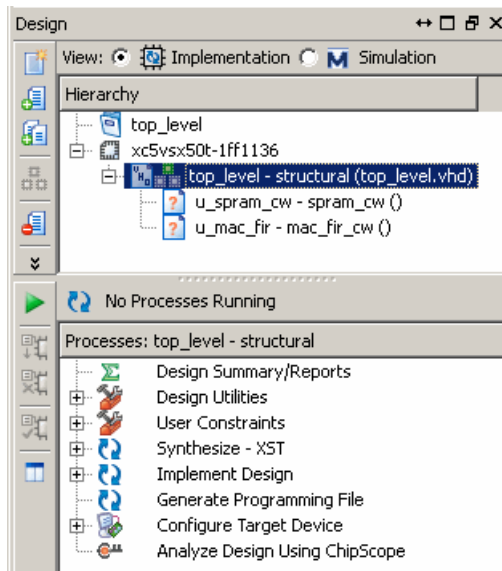 Design
View: Implementation Simulation
Hierarchy
top_level
xc5vsx50t-1ff1136
top_level - structural (top_level.vhd)
u_spram_cw - spram_cw ()
u_mac_fir - mac_fir_cw ()
No Processes Running
Processes: top_level - structural
Design Summary/Reports
Design Utilities
User Constraints
Synthesize - XST
Implement Design
Generate Programming File
Configure Target Device
Analyze Design Using ChipScope